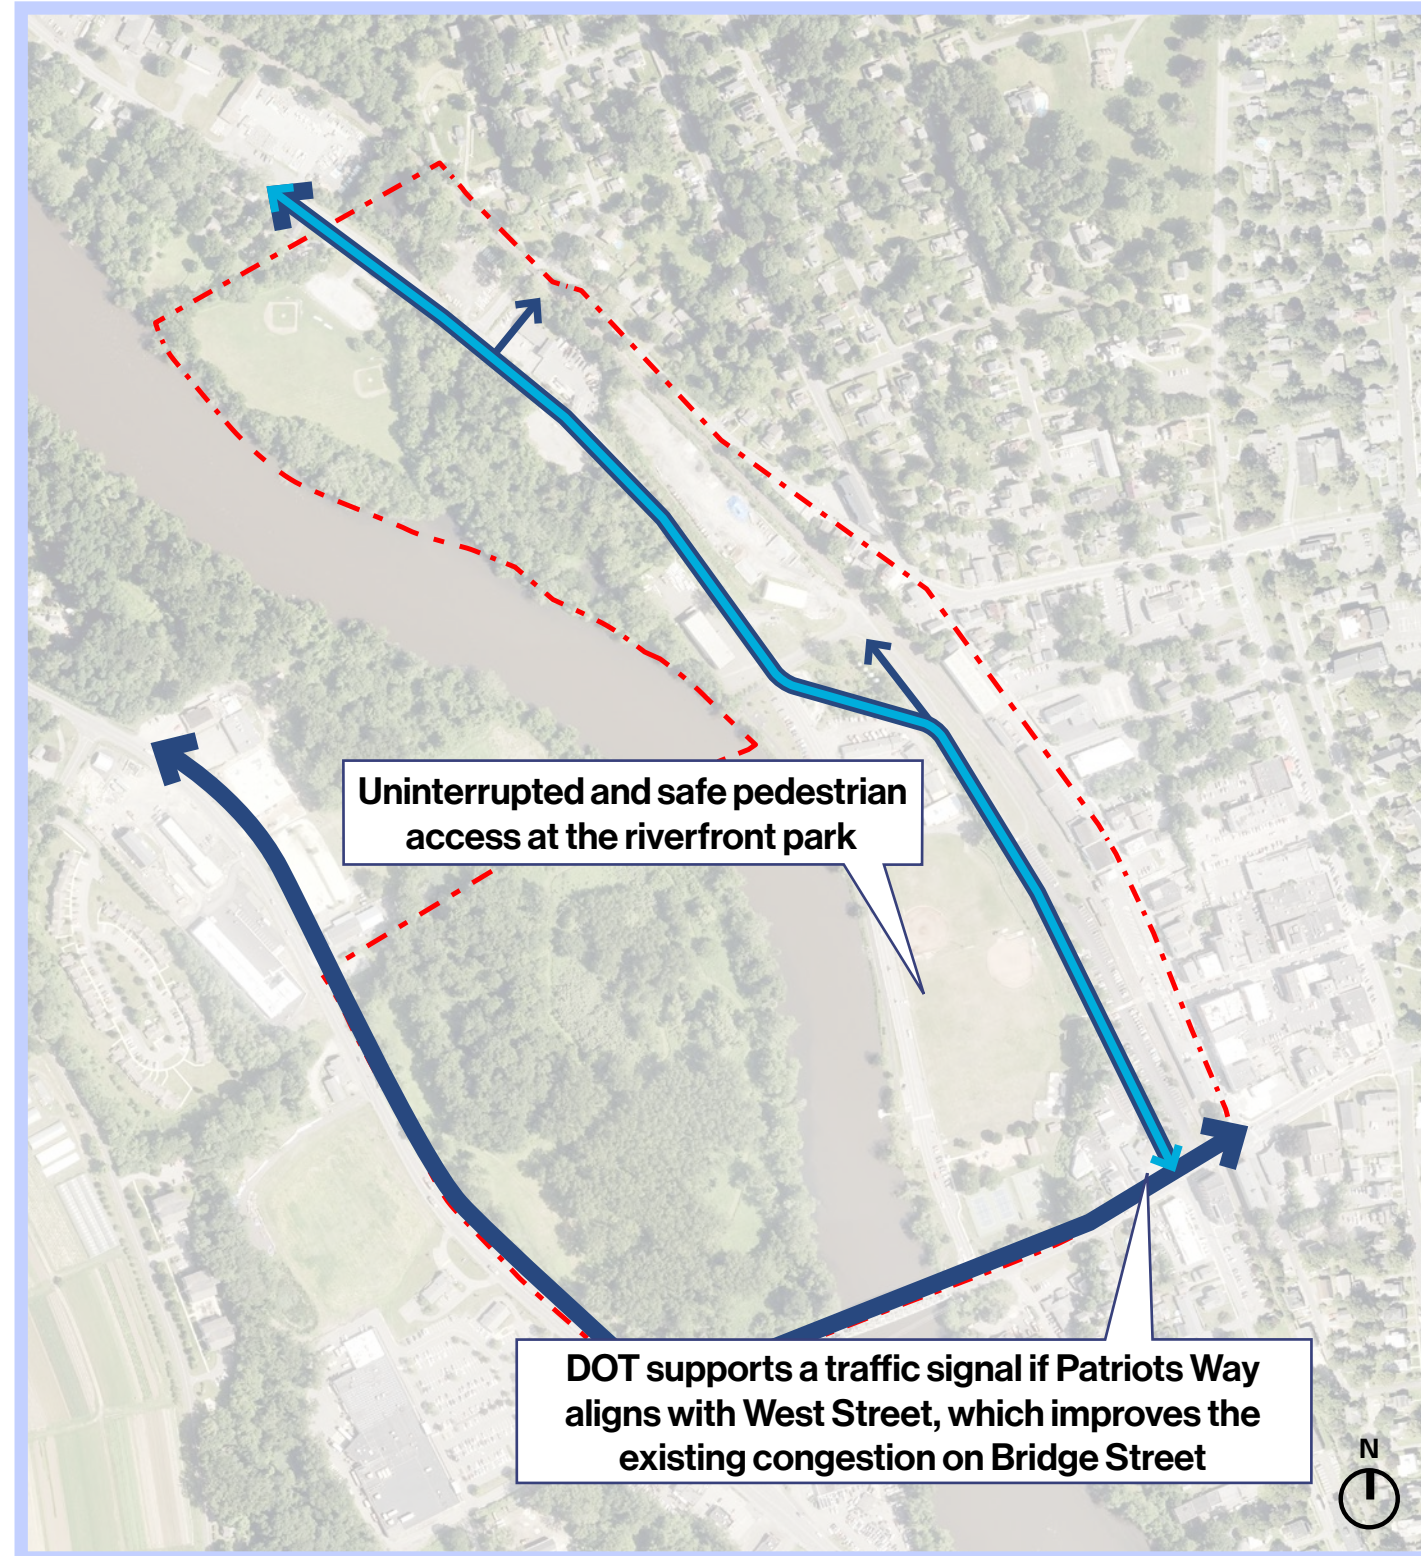 Uninterrupted and safe pedestrian
access at the riverfront park
DOT supports a traffic signal if Patriots Way
aligns with West Street, which improves the
existing congestion on Bridge Street
N